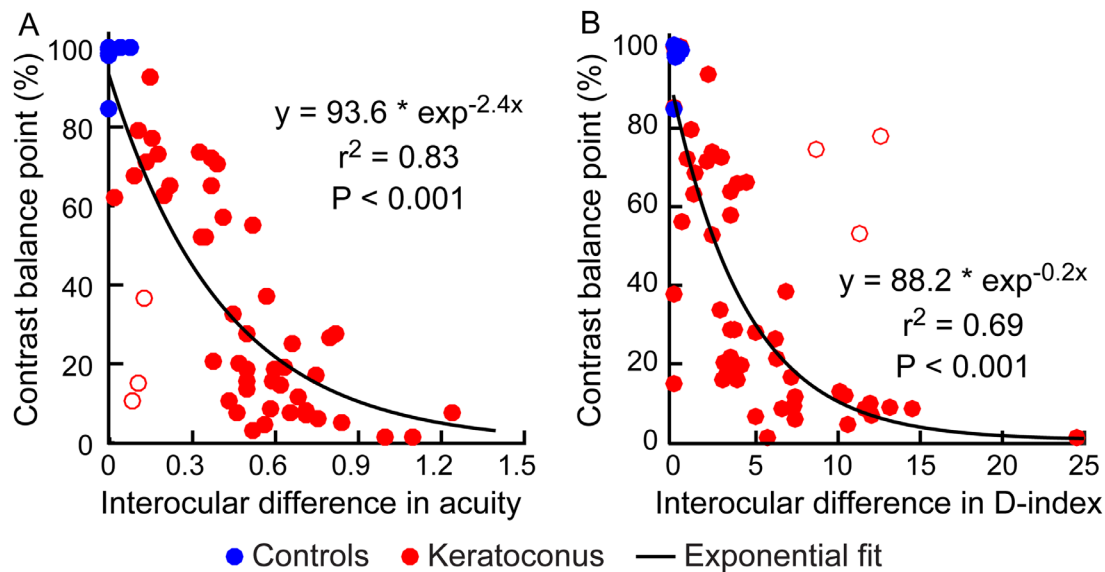 A
Contrast balance point (%)
100
80
60
40
20
0
0 0.3 0.6 0.9 1.2 1.5
Interocular difference in acuity
y = 93.6 * exp-2.4x
r2 = 0.83
P < 0.001
B
Contrast balance point (%)
100
80
60
40
20
0
0 5 10 15 20 25
Interocular difference in D-index
y = 88.2 * exp-0.2x
r2 = 0.69
P < 0.001
Controls Keratoconus Exponential fit